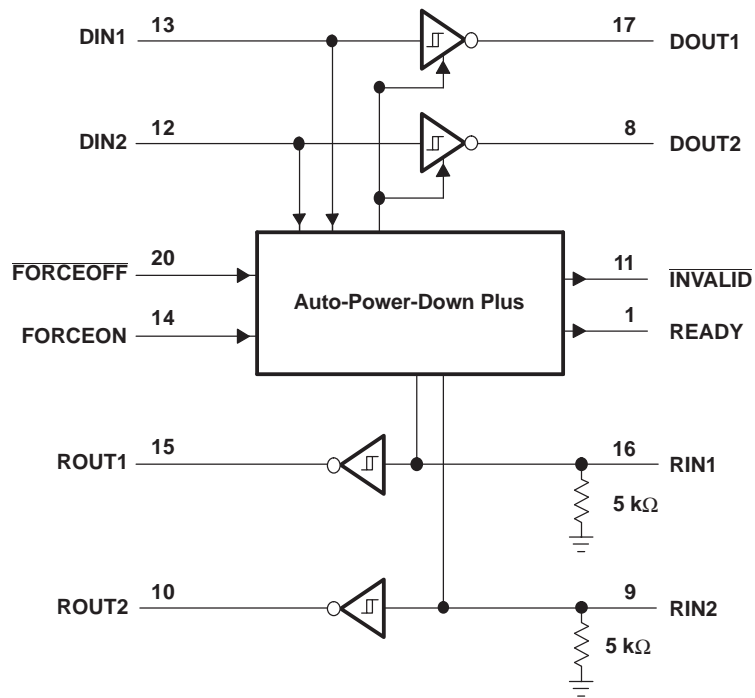 DIN1 13 17 DOUT1
DIN2 12 8 DOUT2
FORCEOFF 20 11 INVALID
Auto-Power-Down Plus
FORCEON 14 1 READY
ROUT1 15 16 RIN1
5 kΩ
ROUT2 10 9 RIN2
5 kΩ